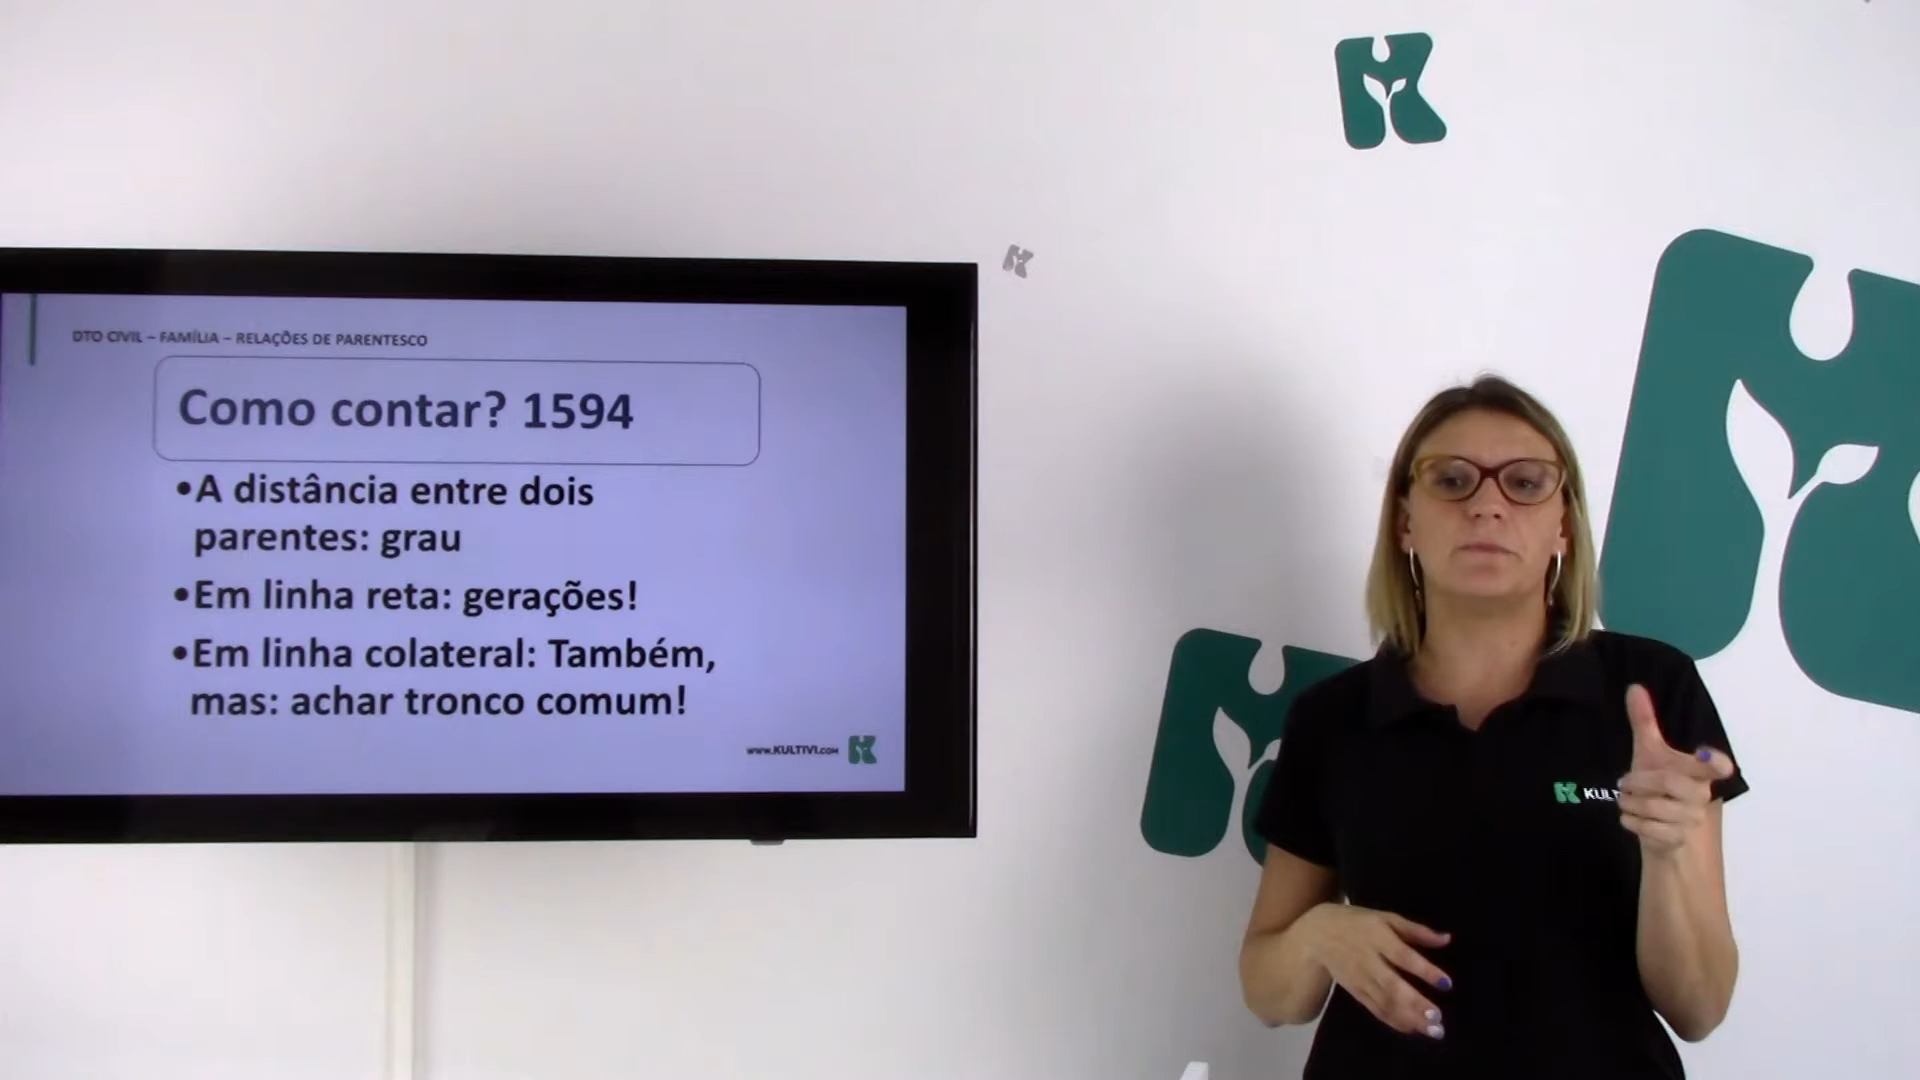 DTO CIVIL – FAMÍLIA – RELAÇÕES DE PARENTESCO
Como contar? 1594
•A distância entre dois
parentes: grau
•Em linha reta: gerações!
•Em linha colateral: Também,
mas: achar tronco comum!
WWW.KULTIVI.COM